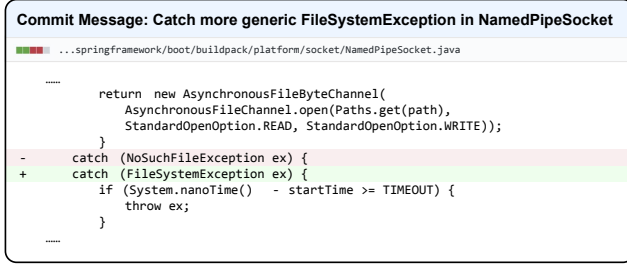 Commit Message: Catch more generic FileSystemException in NamedPipeSocket
...springframework/boot/buildpack/platform/socket/NamedPipeSocket.java
……
return new AsynchronousFileByteChannel(
AsynchronousFileChannel.open(Paths.get(path),
StandardOpenOption.READ, StandardOpenOption.WRITE));
}
- catch (NoSuchFileException ex) {
+ catch (FileSystemException ex) {
if (System.nanoTime() - startTime >= TIMEOUT) {
throw ex;
}
……